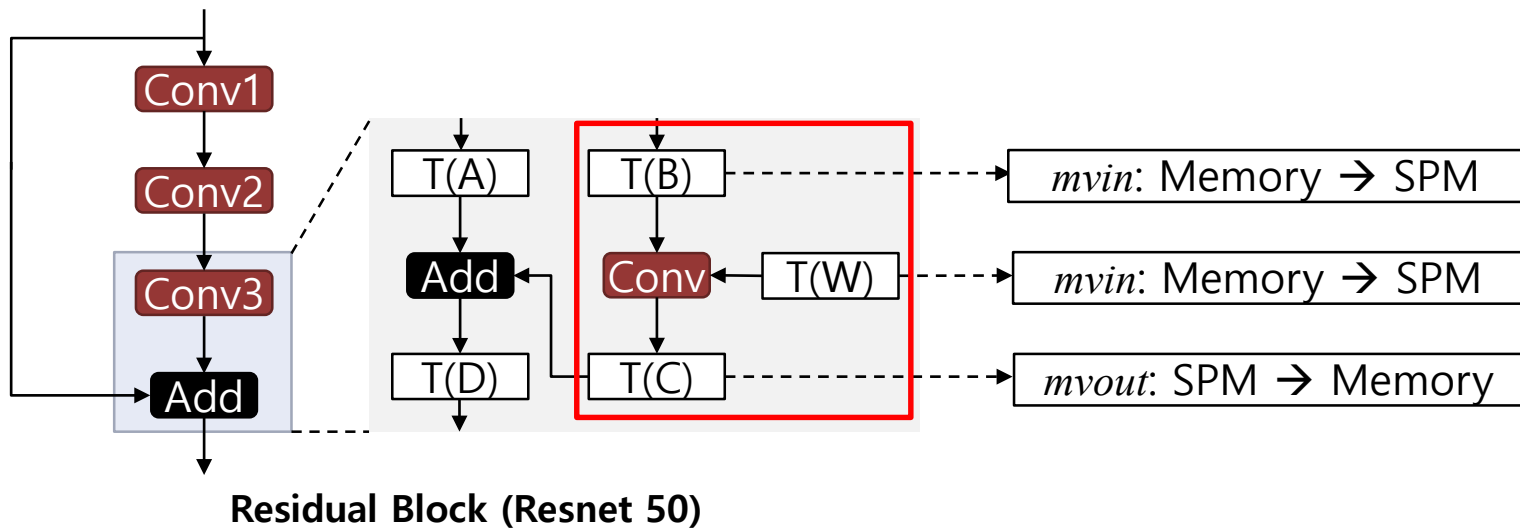 Conv1
Conv2
Conv3
Add
T(A)
T(B)
Add
Conv
T(W)
T(D)
T(C)
mvin: Memory → SPM
mvin: Memory → SPM
mvout: SPM → Memory
Residual Block (Resnet 50)